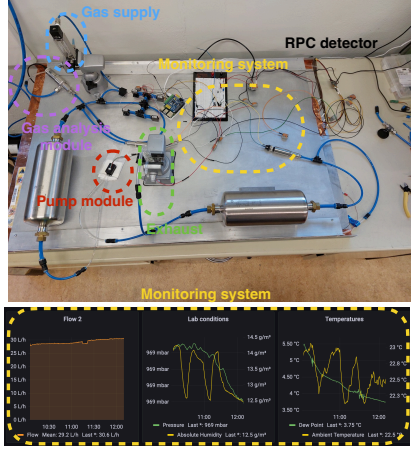 Gas supply
Monitoring system
RPC detector
Gas analysis
module
Pump module
Exhaust
Monitoring system
Flow 2
35 L/h
30 L/h
25 L/h
20 L/h
15 L/h
10 L/h
5 L/h
0 L/h
10:30 11:00 11:30 12:00
Flow Mean: 29.2 L/h Last *: 30.6 L/h
Lab conditions
969 mbar
969 mbar
969 mbar
969 mbar
14.5 g/m³
14 g/m³
13.5 g/m³
13 g/m³
12.5 g/m³
11:00 12:00
Pressure Last *: 969 mbar
Absolute Humidity Last *: 12.5 g/m³
Temperatures
5.50 °C
5 °C
4.50 °C
4 °C
3.50 °C
23 °C
22.8 °C
22.5 °C
22.3 °C
11:00 12:00
Dew Point Last *: 3.75 °C
Ambient Temperature Last *: 22.5 °C